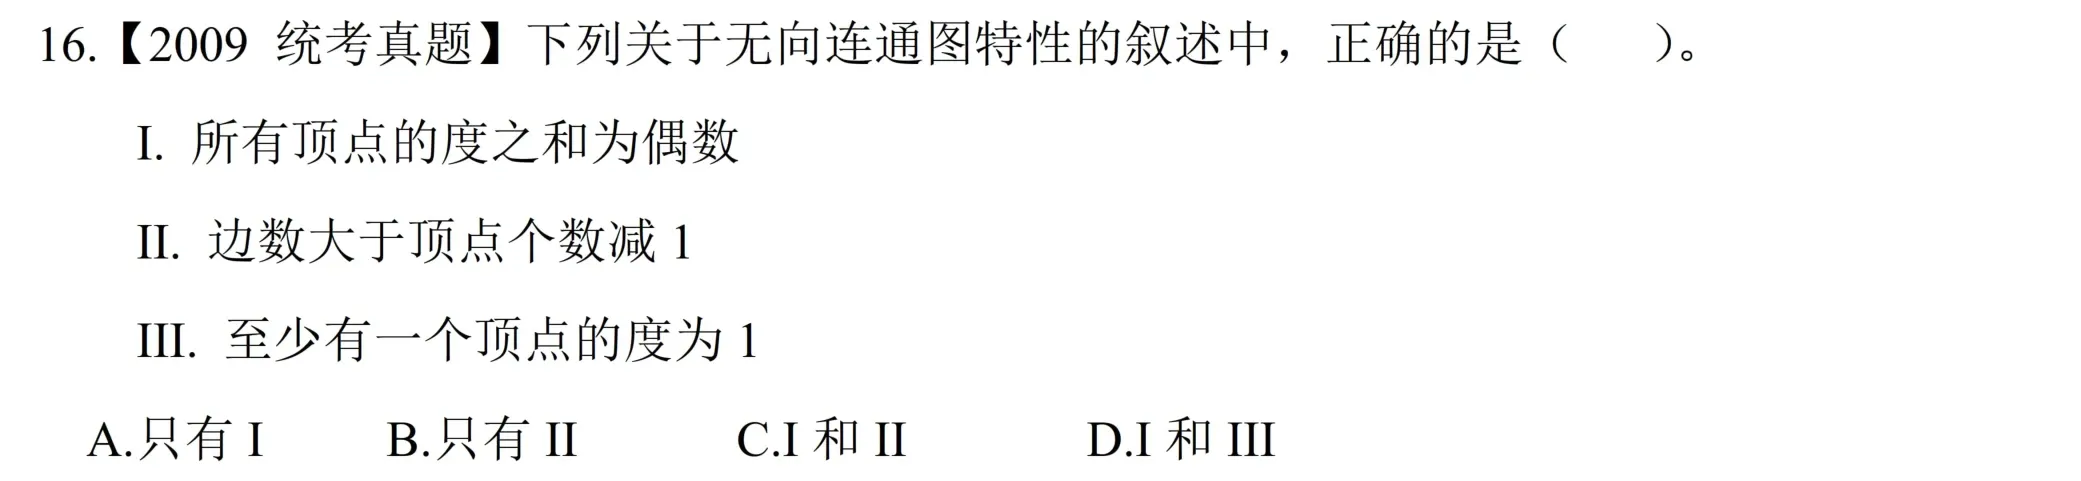 16.【2009 统考真题】下列关于无向连通图特性的叙述中，正确的是（　　）。
I. 所有顶点的度之和为偶数
II. 边数大于顶点个数减 1
III. 至少有一个顶点的度为 1
A.只有 I　　B.只有 II　　C.I 和 II　　D.I 和 III